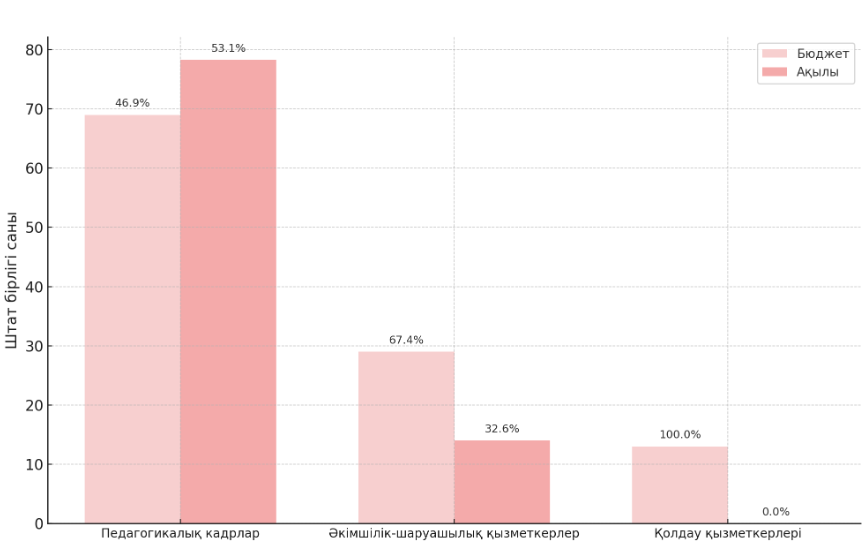 Бюджет
Ақылы
53.1%
46.9%
67.4%
32.6%
100.0%
0.0%
80
70
60
50
40
30
20
10
0
Штат бірлігі саны
Педагогикалық кадрлар
Әкімшілік-шаруашылық қызметкерлер
Қолдау қызметкерлері